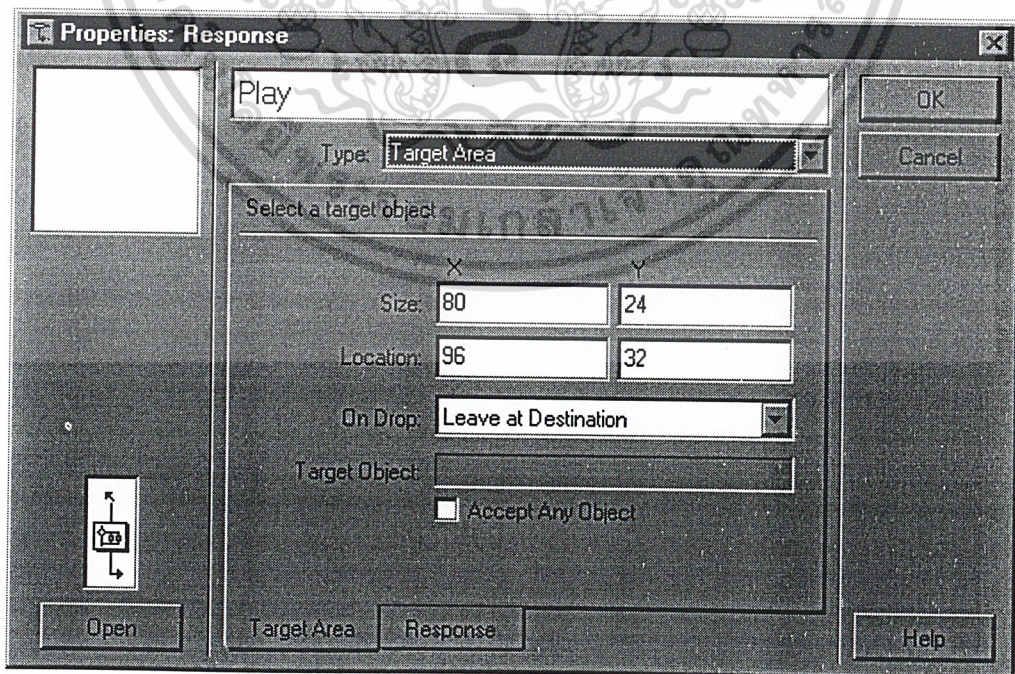 Properties: Response
Play
OK
Type: Target Area
Cancel
Select a target object
X Y
Size: 80 24
Location: 96 32
On Drop: Leave at Destination
Target Object:
Accept Any Object
Open
Target Area Response
Help